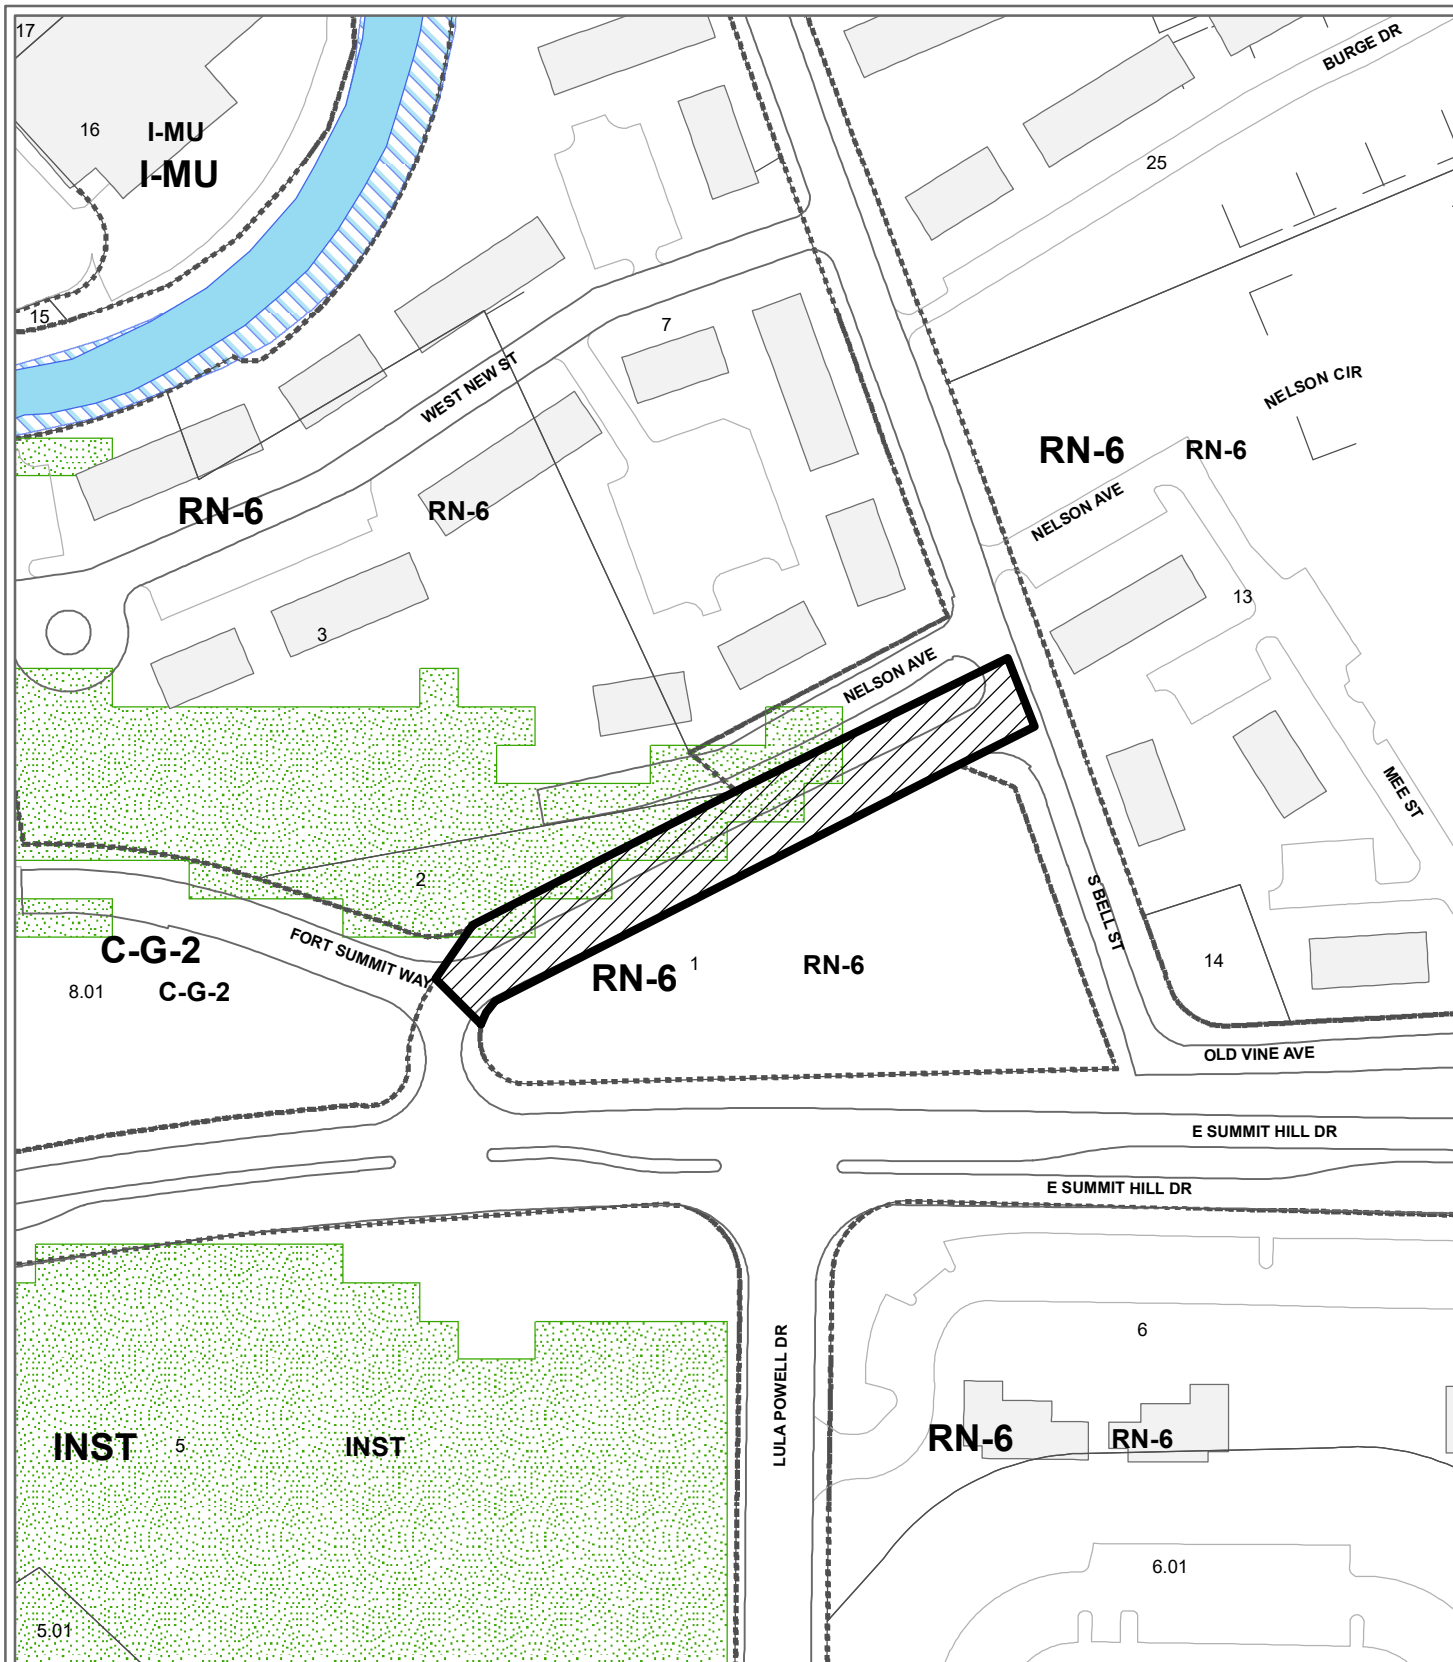 17
BURGE DR
16
I-MU
I-MU
25
15
7
WEST NEW ST
NELSON CIR
RN-6
RN-6
RN-6
RN-6
NELSON AVE
13
3
NELSON AVE
MEE ST
2
S BELL ST
FORT SUMMIT WAY
C-G-2
8.01
C-G-2
RN-6
1
RN-6
14
OLD VINE AVE
E SUMMIT HILL DR
E SUMMIT HILL DR
6
LULA POWELL DR
INST
5
INST
RN-6
RN-6
6.01
5.01